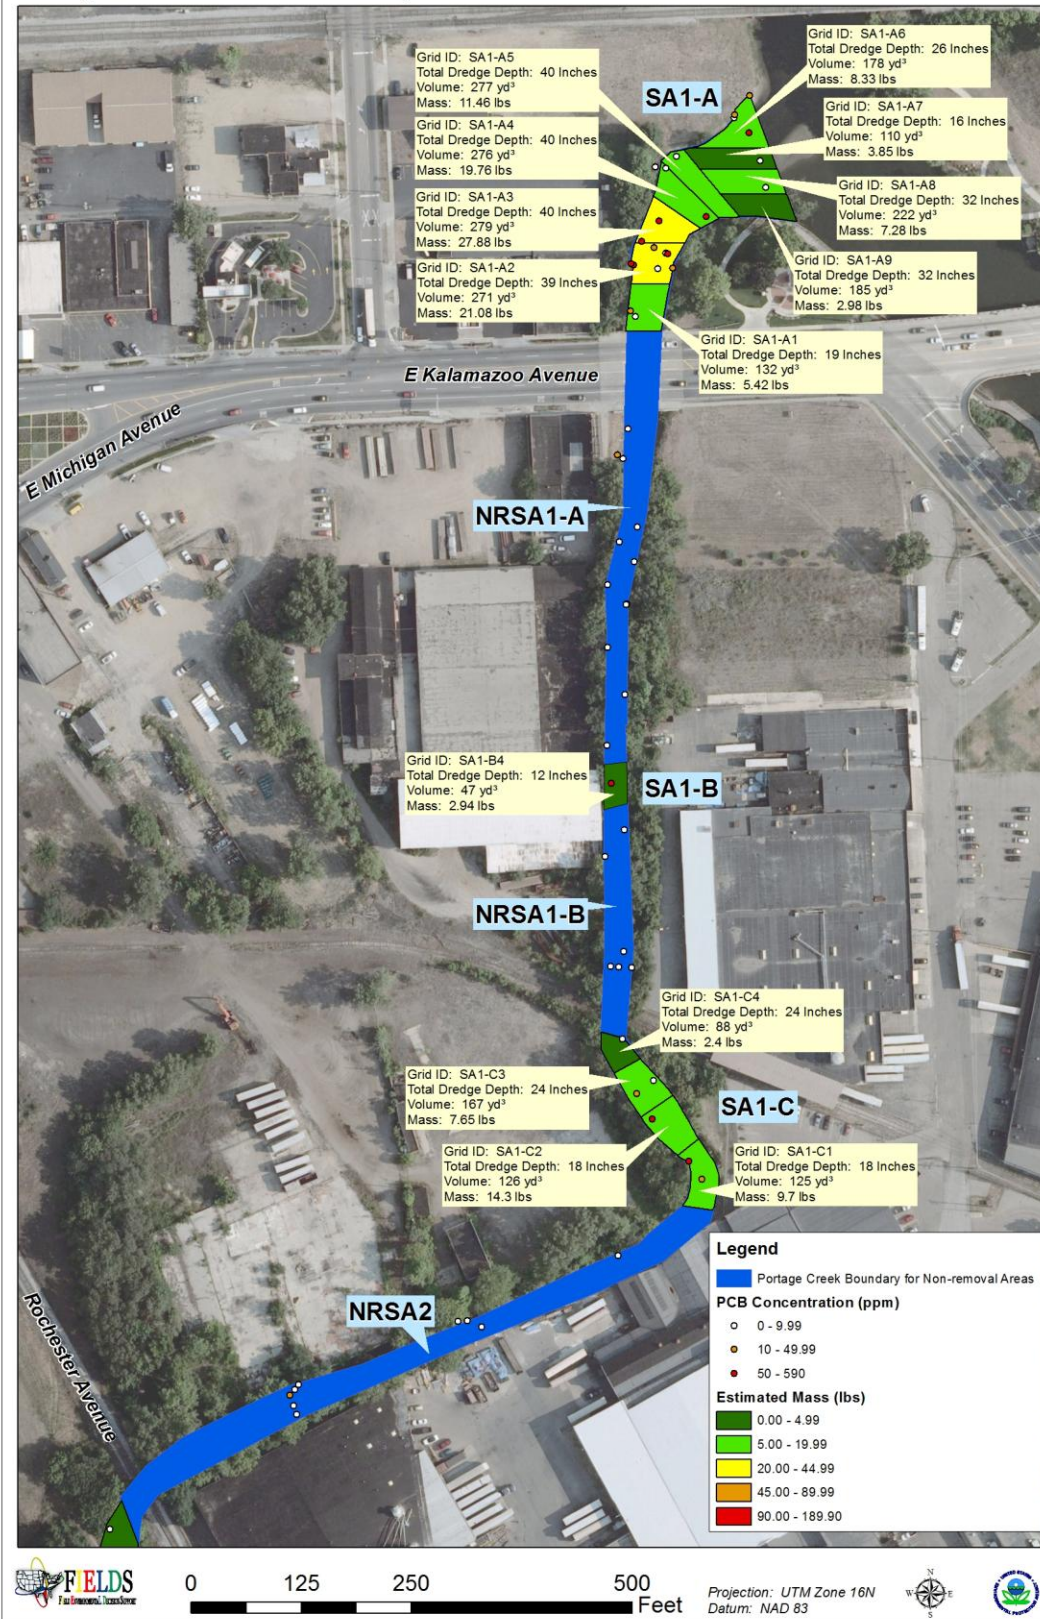 Grid ID: SA1-A6
Total Dredge Depth: 26 Inches
Volume: 178 yd³
Mass: 8.33 lbs
Grid ID: SA1-A5
Total Dredge Depth: 40 Inches
Volume: 277 yd³
Mass: 11.46 lbs
SA1-A
Grid ID: SA1-A7
Total Dredge Depth: 16 Inches
Volume: 110 yd³
Mass: 3.85 lbs
Grid ID: SA1-A4
Total Dredge Depth: 40 Inches
Volume: 276 yd³
Mass: 19.76 lbs
Grid ID: SA1-A8
Total Dredge Depth: 32 Inches
Volume: 222 yd³
Mass: 7.28 lbs
Grid ID: SA1-A3
Total Dredge Depth: 40 Inches
Volume: 279 yd³
Mass: 27.88 lbs
Grid ID: SA1-A9
Total Dredge Depth: 32 Inches
Volume: 185 yd³
Mass: 2.98 lbs
Grid ID: SA1-A2
Total Dredge Depth: 39 Inches
Volume: 271 yd³
Mass: 21.08 lbs
Grid ID: SA1-A1
Total Dredge Depth: 19 Inches
Volume: 132 yd³
Mass: 5.42 lbs
E Kalamazoo Avenue
E Michigan Avenue
NRSA1-A
Grid ID: SA1-B4
Total Dredge Depth: 12 Inches
Volume: 47 yd³
Mass: 2.94 lbs
SA1-B
NRSA1-B
Grid ID: SA1-C4
Total Dredge Depth: 24 Inches
Volume: 88 yd³
Mass: 2.4 lbs
Grid ID: SA1-C3
Total Dredge Depth: 24 Inches
Volume: 167 yd³
Mass: 7.65 lbs
SA1-C
Grid ID: SA1-C2
Total Dredge Depth: 18 Inches
Volume: 126 yd³
Mass: 14.3 lbs
Grid ID: SA1-C1
Total Dredge Depth: 18 Inches
Volume: 125 yd³
Mass: 9.7 lbs
NRSA2
Rochester Avenue
Legend
Portage Creek Boundary for Non-removal Areas
PCB Concentration (ppm)
0 - 9.99
10 - 49.99
50 - 590
Estimated Mass (lbs)
0.00 - 4.99
5.00 - 19.99
20.00 - 44.99
45.00 - 89.99
90.00 - 189.90
FIELDS
0 125 250 500
Feet
Projection: UTM Zone 16N
Datum: NAD 83
N
W E
S